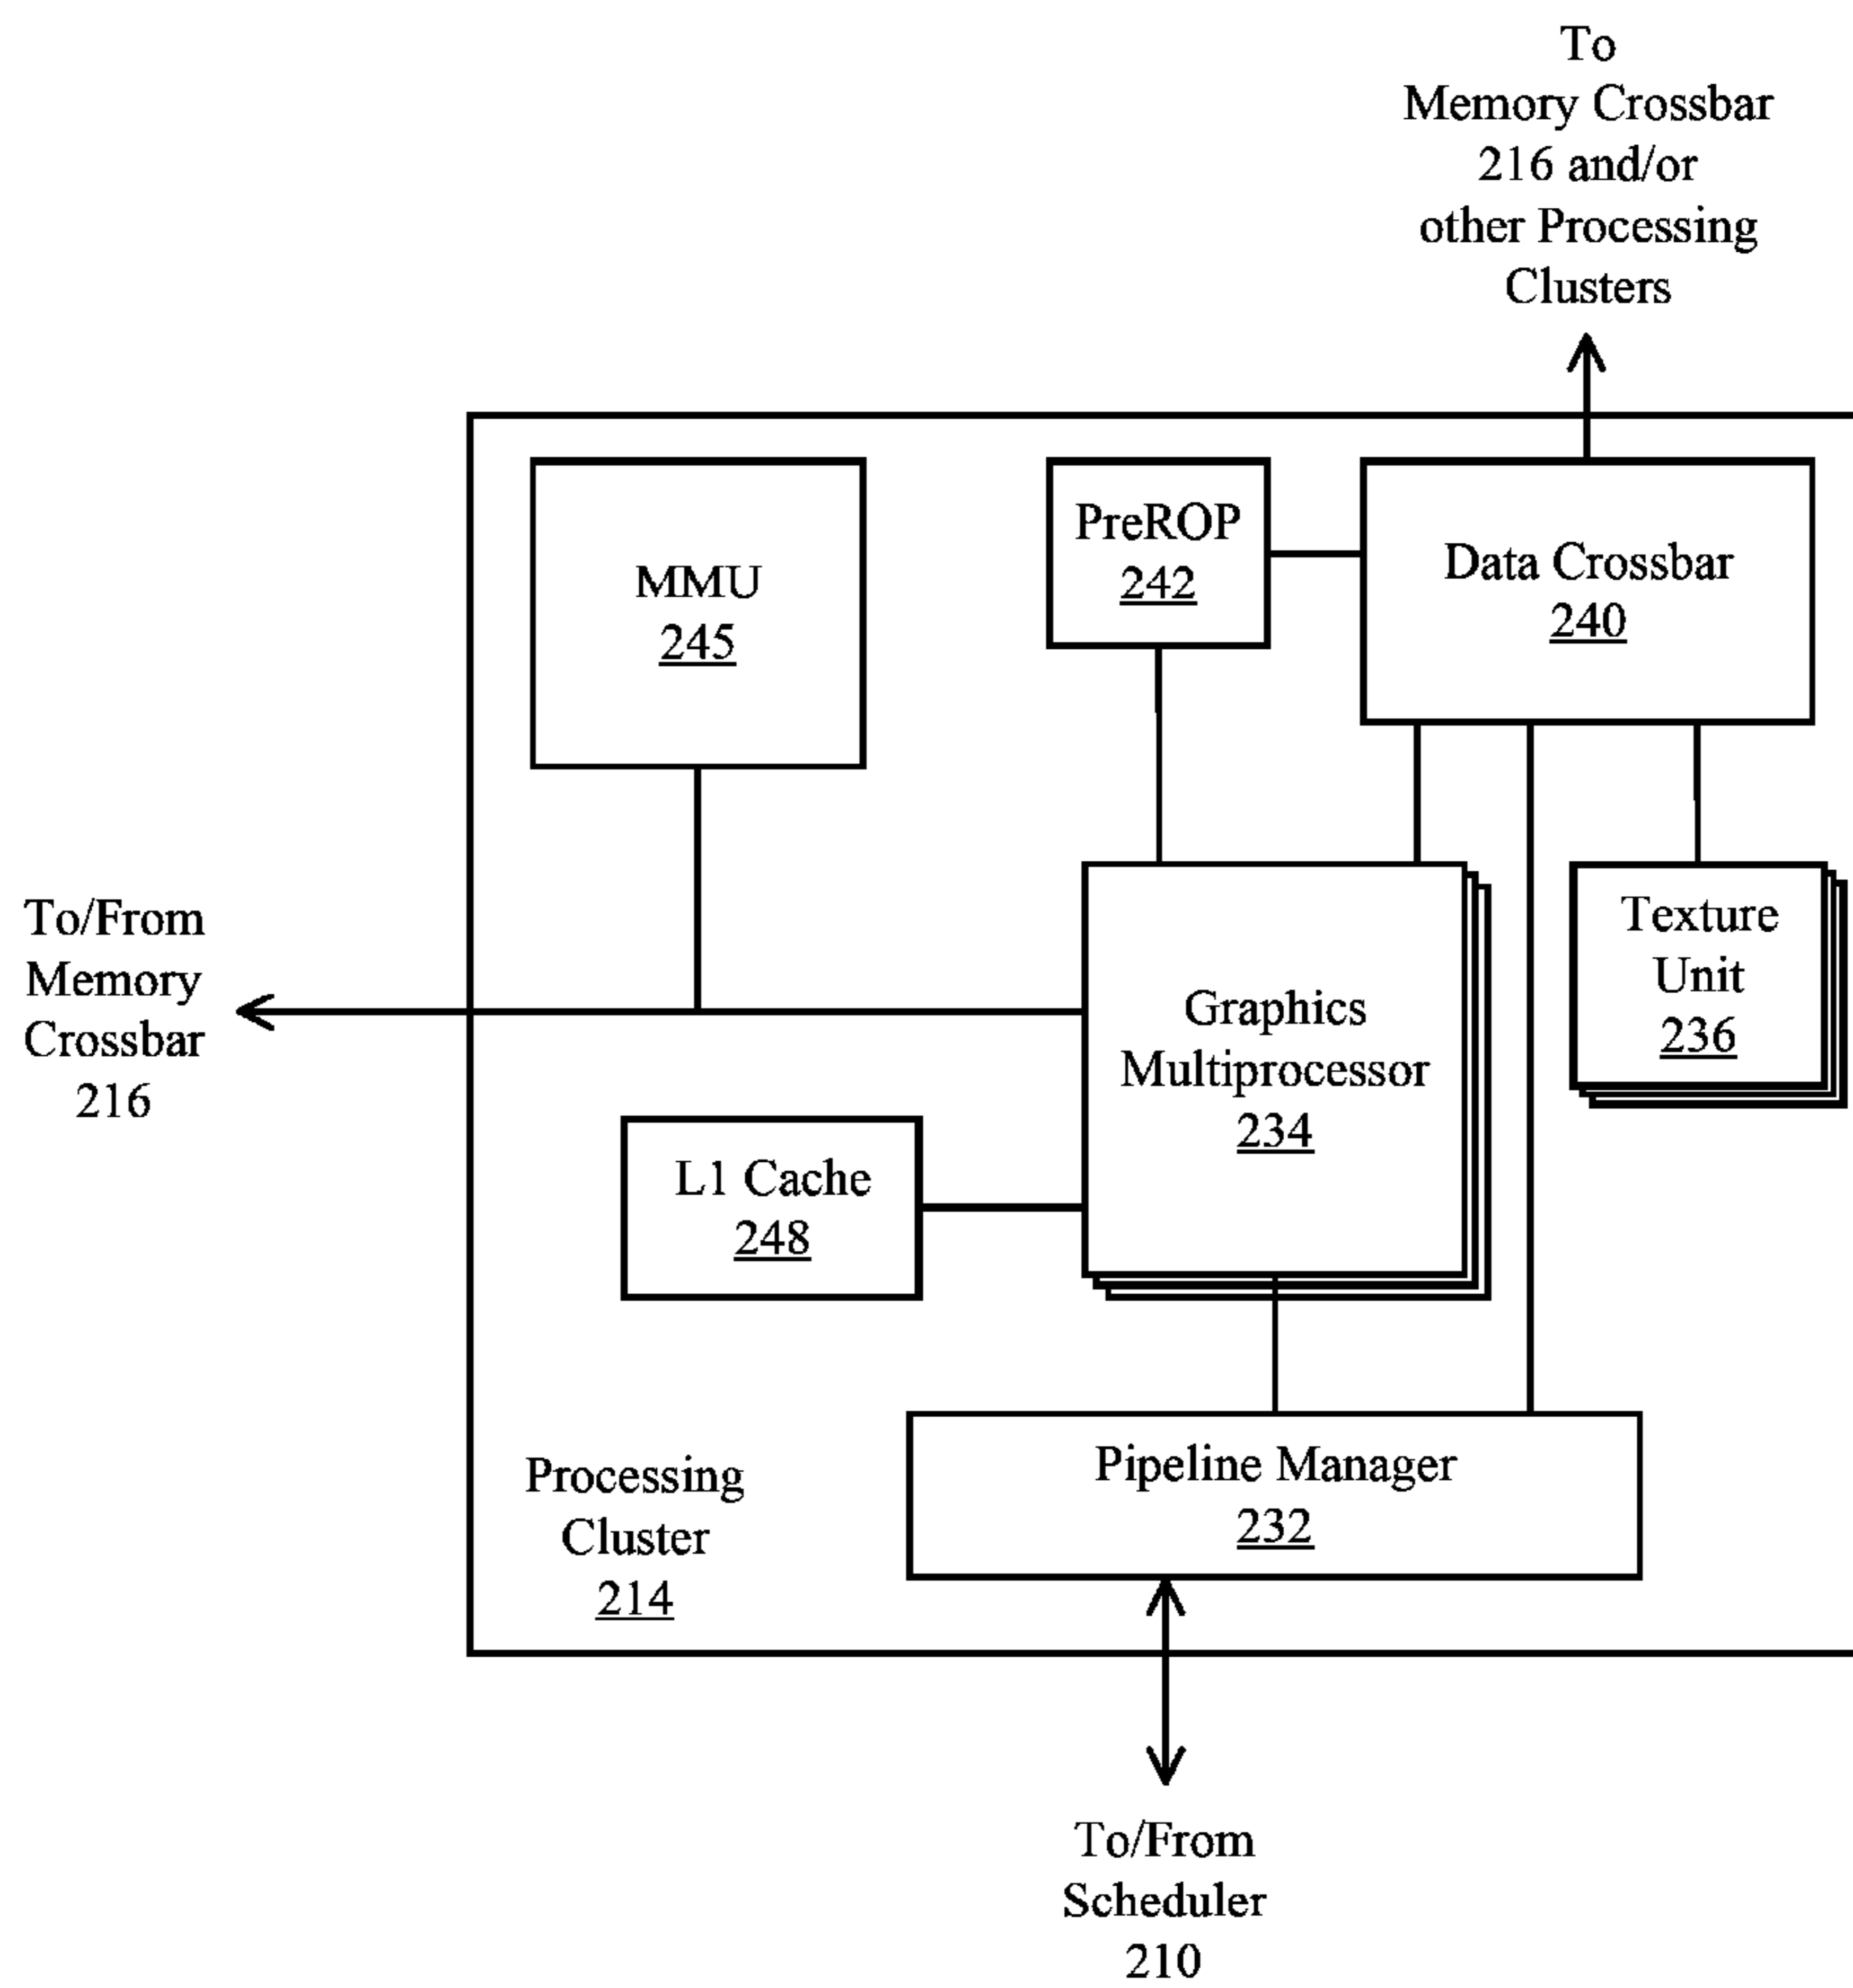 To
Memory Crossbar
216 and/or
other Processing
Clusters
MMU
245
PreROP
242
Data Crossbar
240
To/From
Memory
Crossbar
216
Graphics
Multiprocessor
234
Texture
Unit
236
L1 Cache
248
Pipeline Manager
232
Processing
Cluster
214
To/From
Scheduler
210